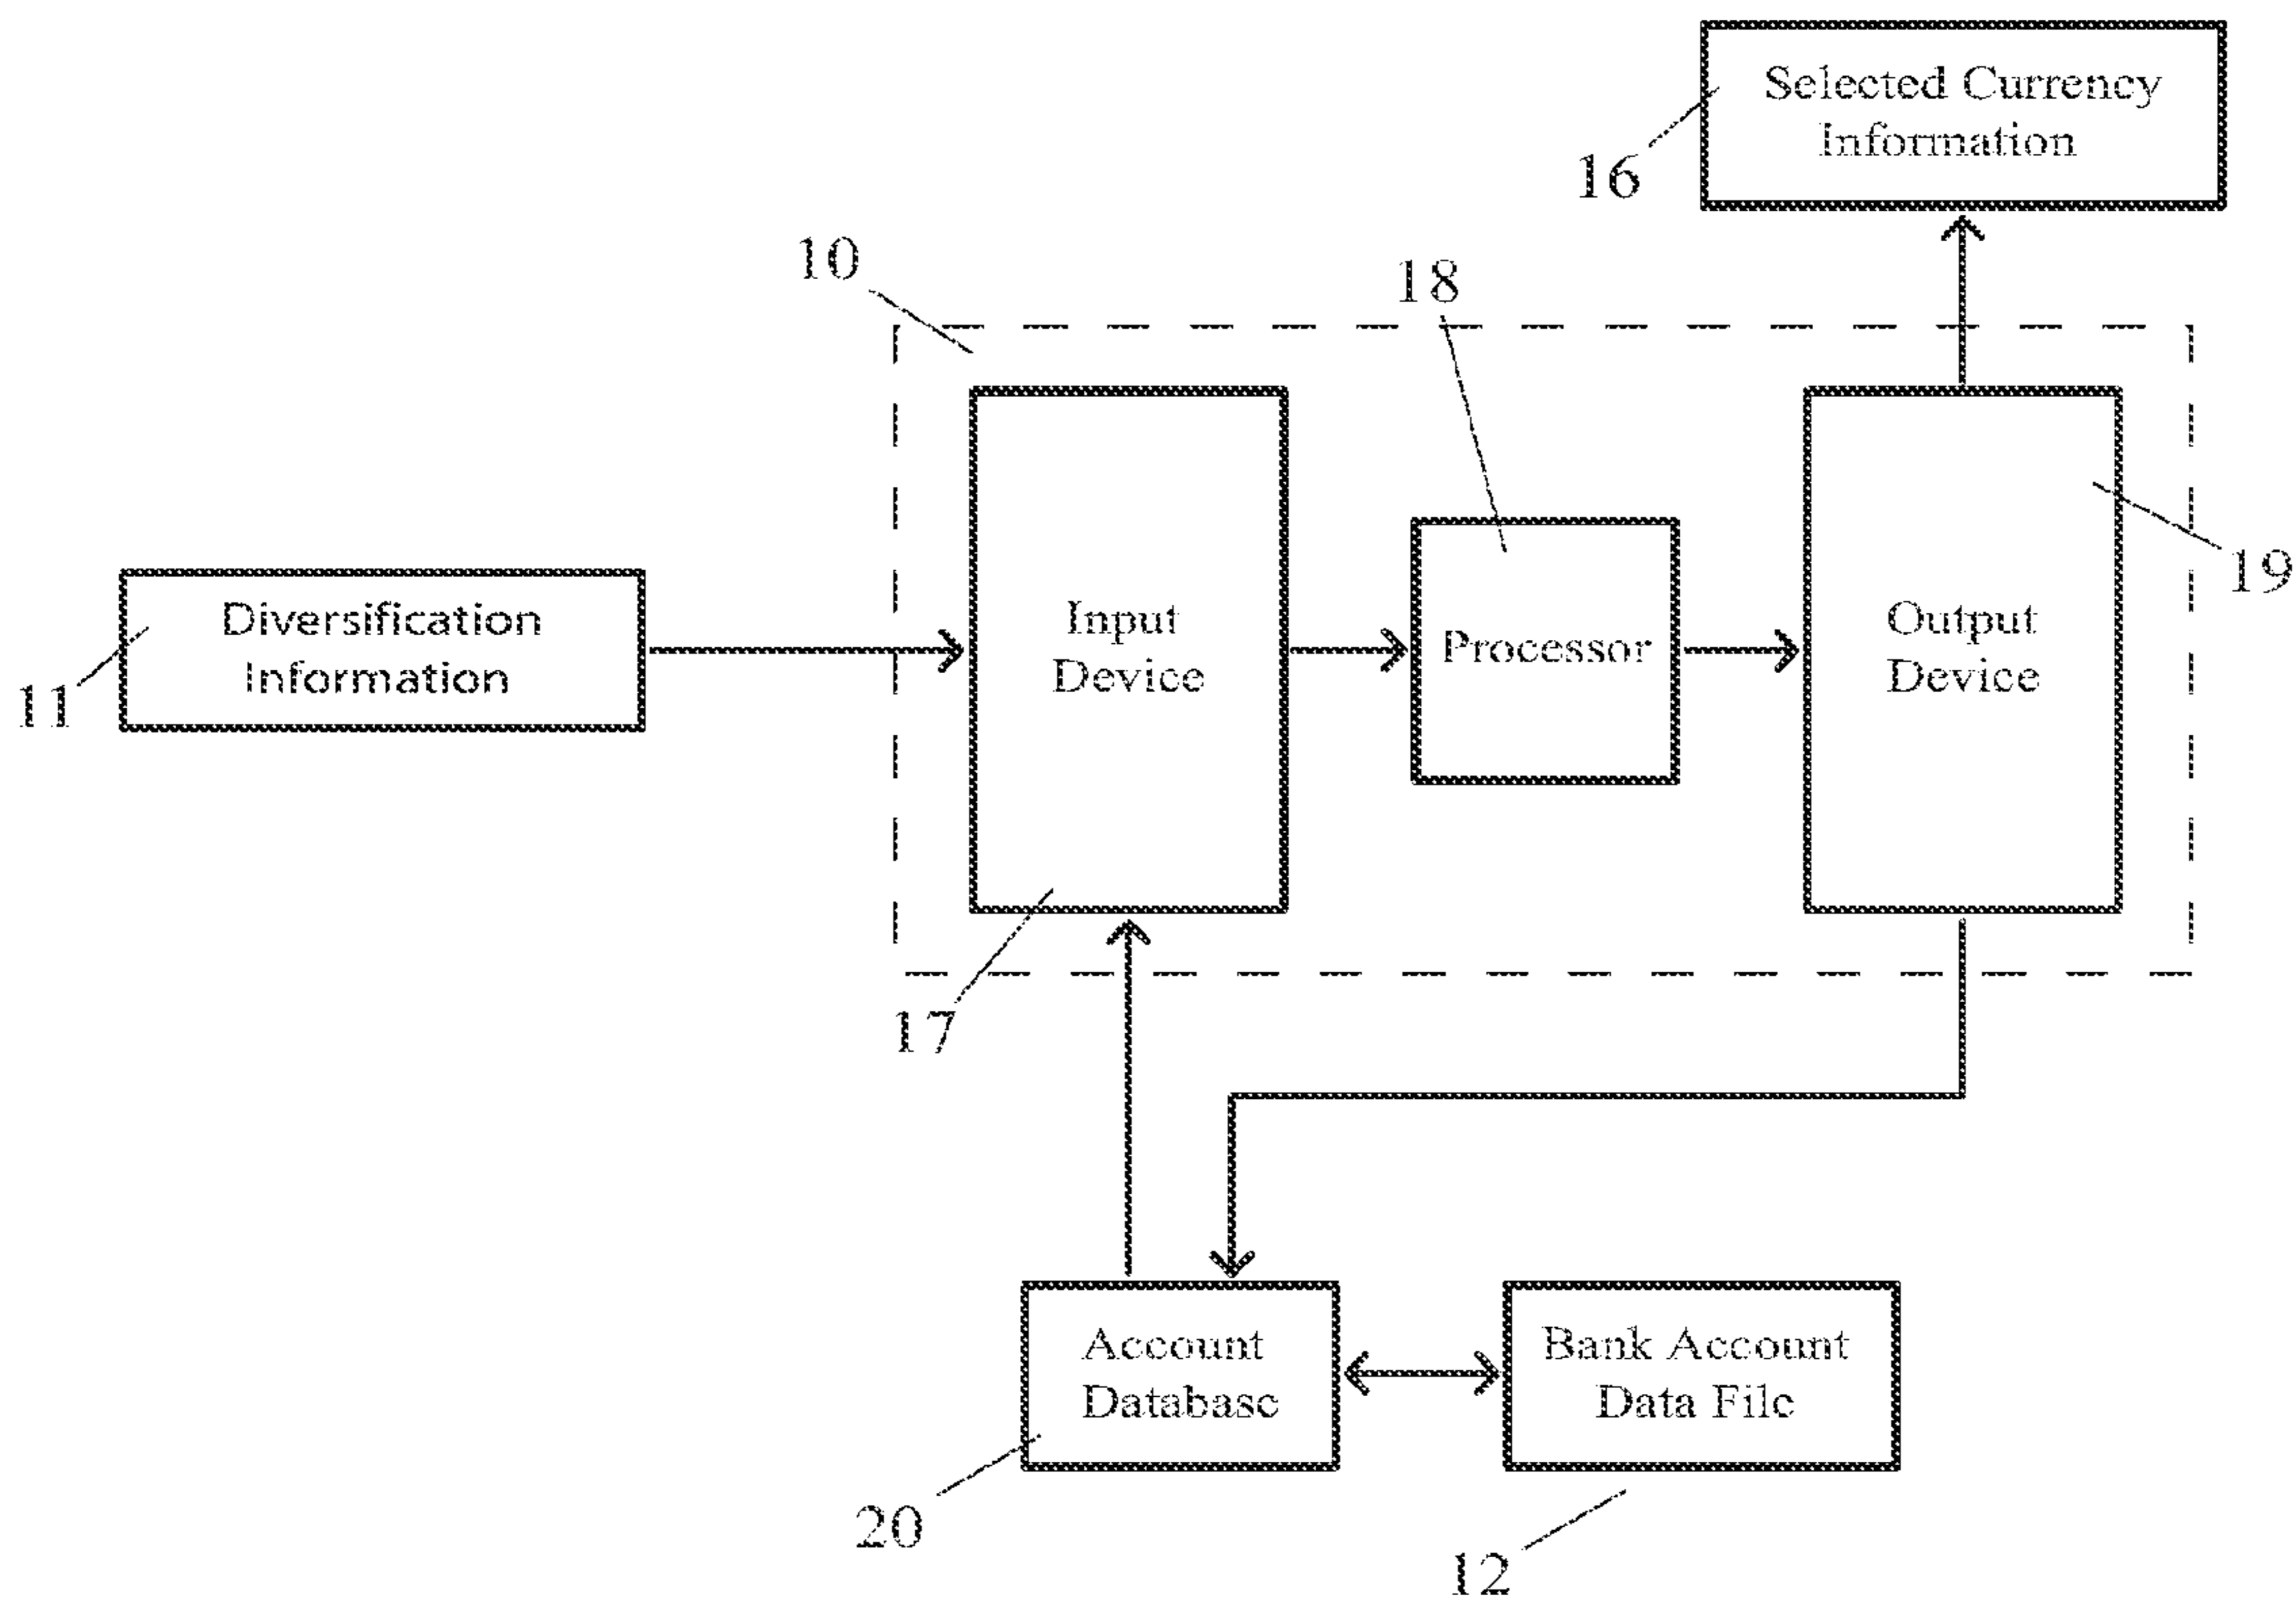 Selected Currency
Information
16
10
18
Diversification
Information
11
Input
Device
Processor
Output
Device
19
17
Account
Database
Bank Account
Data File
20
12